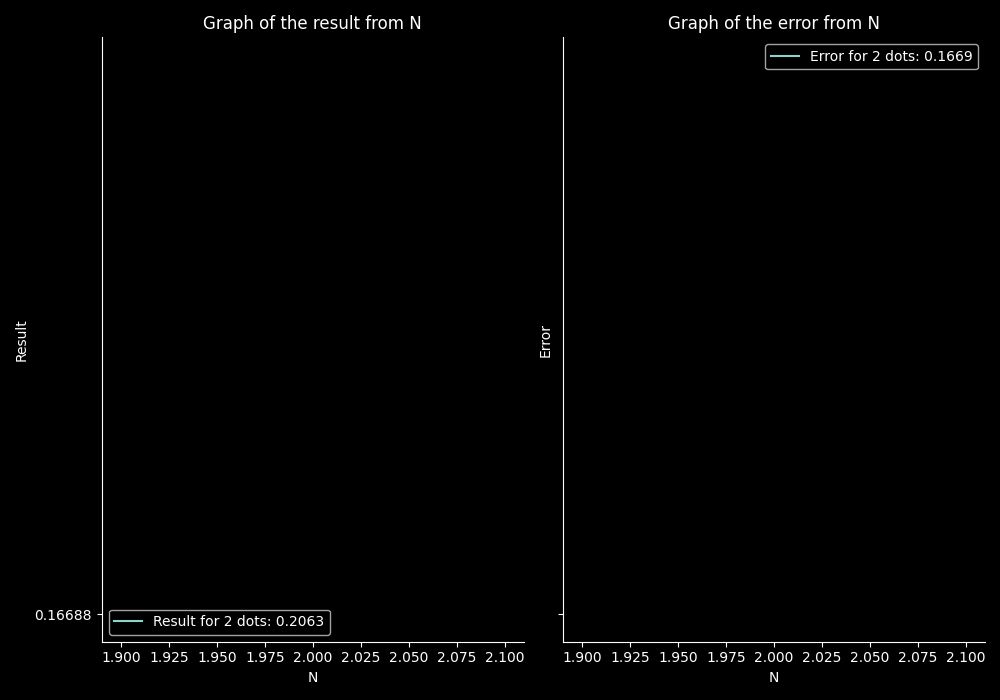 Graph of the result from N
Result
0.16688
Result for 2 dots: 0.2063
1.900 1.925 1.950 1.975 2.000 2.025 2.050 2.075 2.100
N
Graph of the error from N
Error for 2 dots: 0.1669
Error
1.900 1.925 1.950 1.975 2.000 2.025 2.050 2.075 2.100
N